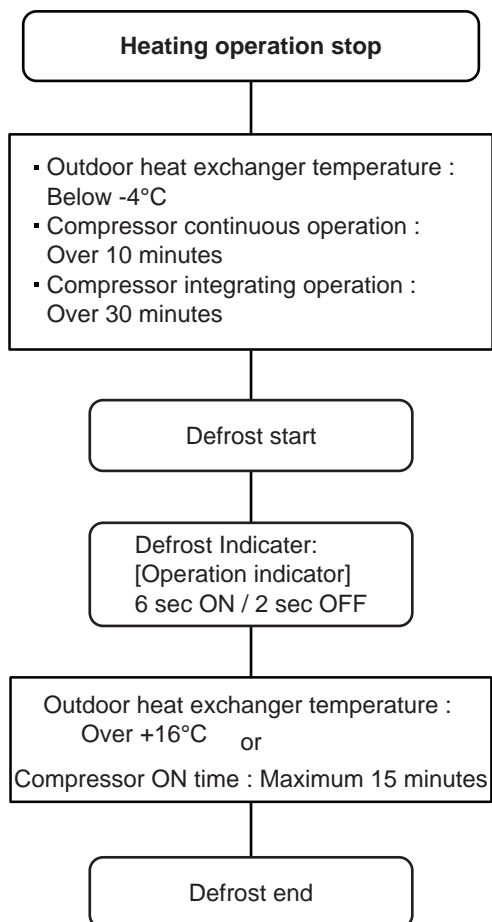 Heating operation stop
▪ Outdoor heat exchanger temperature :
Below -4°C
▪ Compressor continuous operation :
Over 10 minutes
▪ Compressor integrating operation :
Over 30 minutes
Defrost start
Defrost Indicater:
[Operation indicator]
6 sec ON / 2 sec OFF
Outdoor heat exchanger temperature :
Over +16°C or
Compressor ON time : Maximum 15 minutes
Defrost end